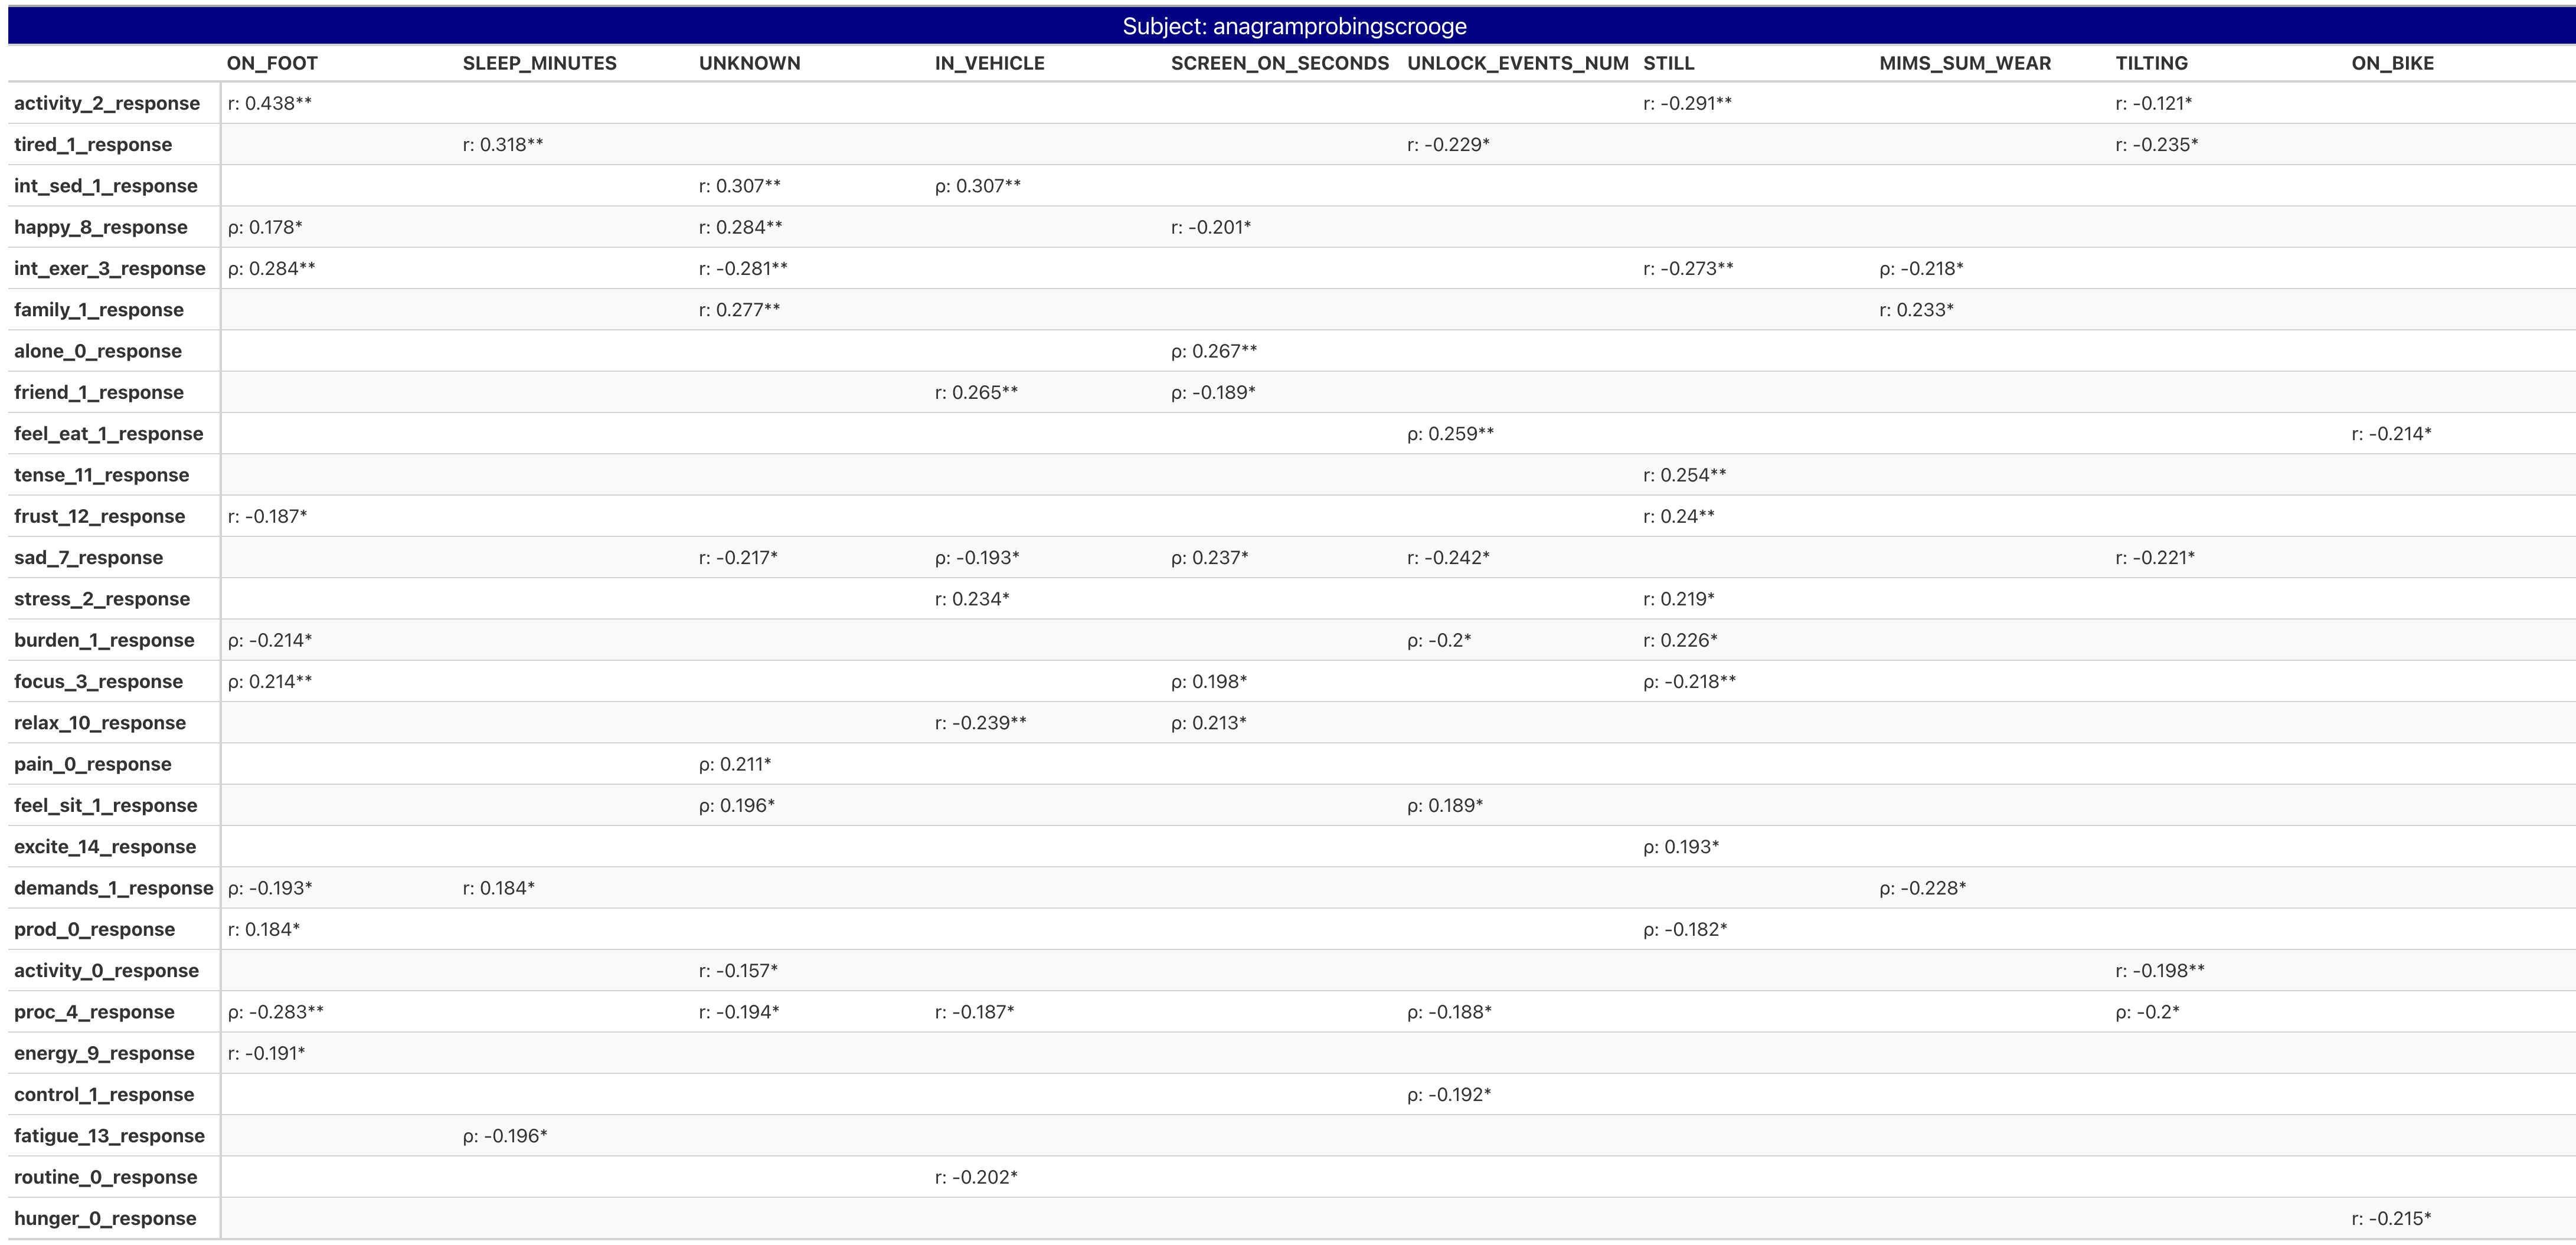 Subject: anagramprobingscrooge
ON_FOOT SLEEP_MINUTES UNKNOWN IN_VEHICLE SCREEN_ON_SECONDS UNLOCK_EVENTS_NUM STILL MIMS_SUM_WEAR TILTING ON_BIKE
activity_2_response r: 0.438** r: -0.291** r: -0.121*
tired_1_response r: 0.318** r: -0.229* r: -0.235*
int_sed_1_response r: 0.307** ρ: 0.307**
happy_8_response ρ: 0.178* r: 0.284** r: -0.201*
int_exer_3_response ρ: 0.284** r: -0.281** r: -0.273** ρ: -0.218*
family_1_response r: 0.277** r: 0.233*
alone_0_response ρ: 0.267**
friend_1_response r: 0.265** ρ: -0.189*
feel_eat_1_response ρ: 0.259** r: -0.214*
tense_11_response r: 0.254**
frust_12_response r: -0.187* r: 0.24**
sad_7_response r: -0.217* ρ: -0.193* ρ: 0.237* r: -0.242* r: -0.221*
stress_2_response r: 0.234* r: 0.219*
burden_1_response ρ: -0.214* ρ: -0.2* r: 0.226*
focus_3_response ρ: 0.214** ρ: 0.198* ρ: -0.218**
relax_10_response r: -0.239** ρ: 0.213*
pain_0_response ρ: 0.211*
feel_sit_1_response ρ: 0.196* ρ: 0.189*
excite_14_response ρ: 0.193*
demands_1_response ρ: -0.193* r: 0.184* ρ: -0.228*
prod_0_response r: 0.184* ρ: -0.182*
activity_0_response r: -0.157* r: -0.198**
proc_4_response ρ: -0.283** r: -0.194* r: -0.187* ρ: -0.188* ρ: -0.2*
energy_9_response r: -0.191*
control_1_response ρ: -0.192*
fatigue_13_response ρ: -0.196*
routine_0_response r: -0.202*
hunger_0_response r: -0.215*